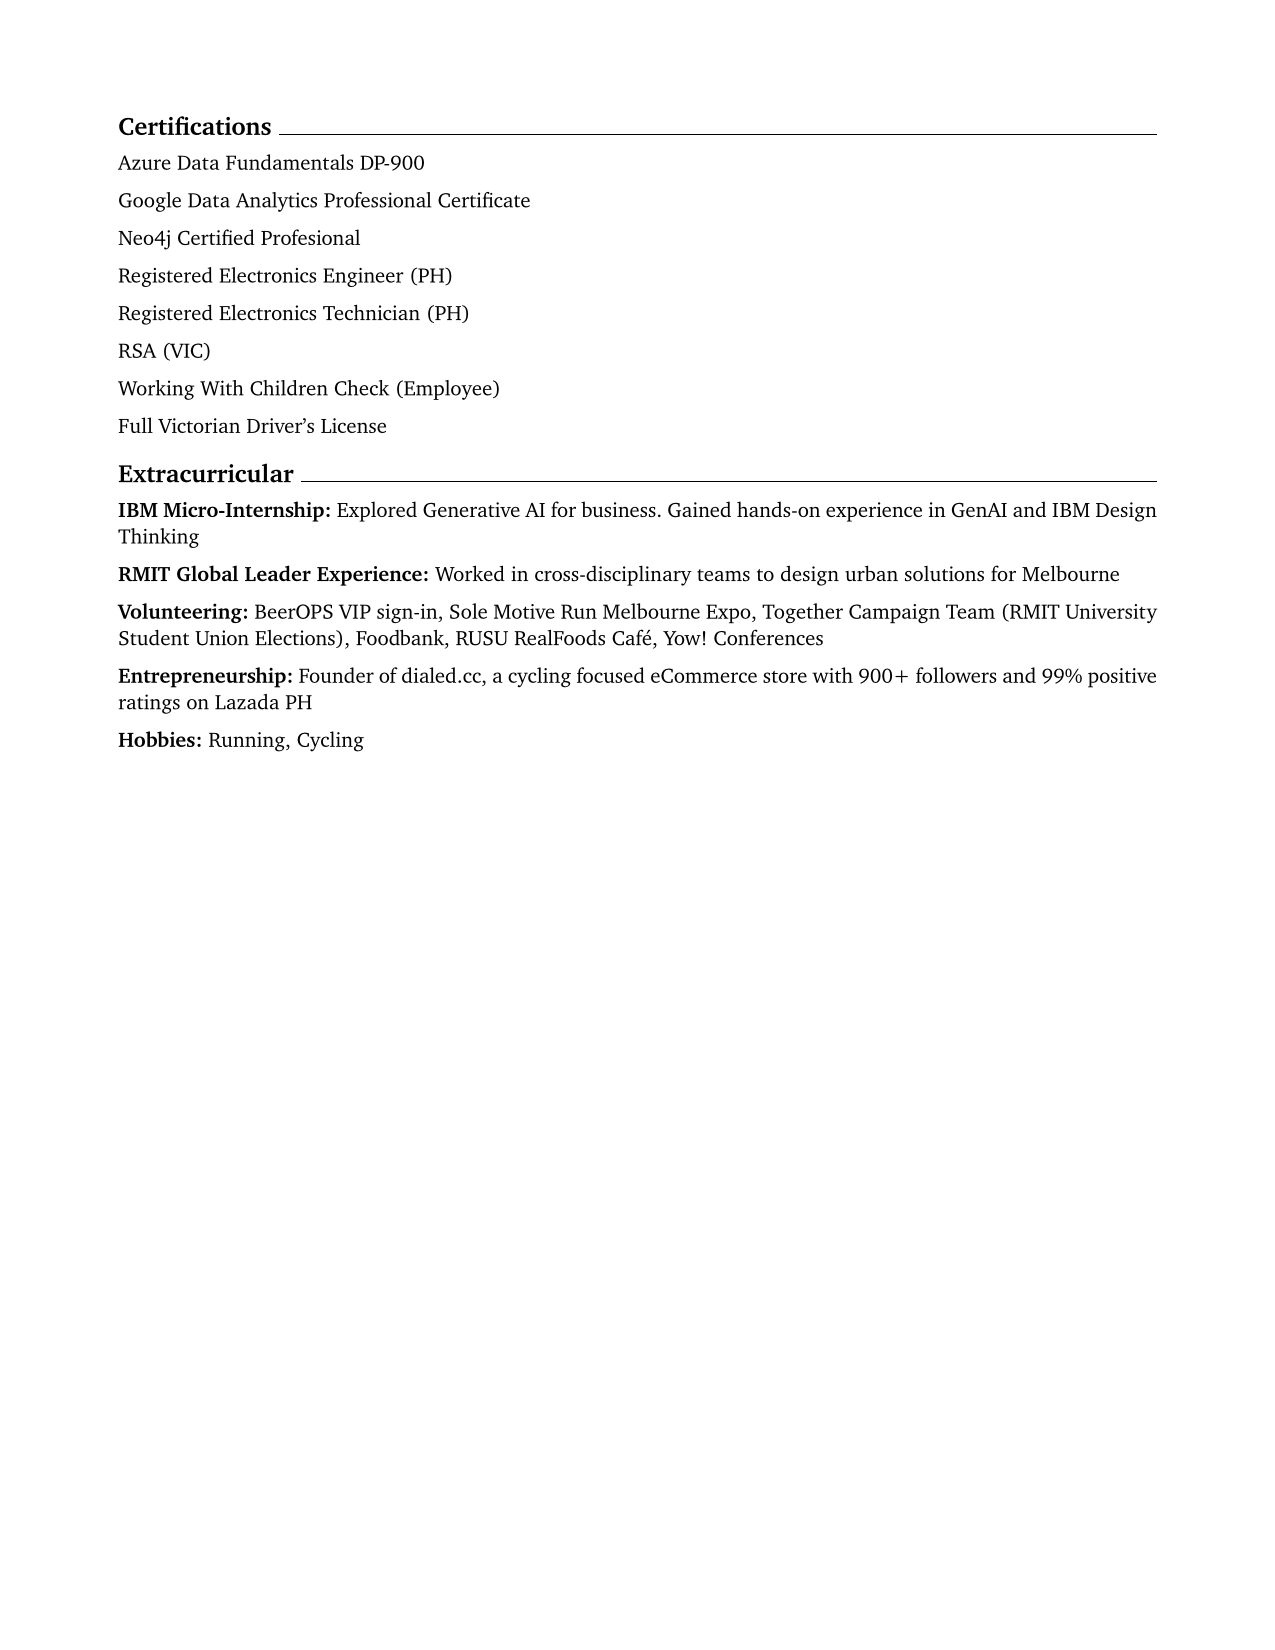 Certifications
Azure Data Fundamentals DP-900
Google Data Analytics Professional Certificate
Neo4j Certified Profesional
Registered Electronics Engineer (PH)
Registered Electronics Technician (PH)
RSA (VIC)
Working With Children Check (Employee)
Full Victorian Driver’s License
Extracurricular
IBM Micro-Internship: Explored Generative AI for business. Gained hands-on experience in GenAI and IBM Design
Thinking
RMIT Global Leader Experience: Worked in cross-disciplinary teams to design urban solutions for Melbourne
Volunteering: BeerOPS VIP sign-in, Sole Motive Run Melbourne Expo, Together Campaign Team (RMIT University
Student Union Elections), Foodbank, RUSU RealFoods Café, Yow! Conferences
Entrepreneurship: Founder of dialed.cc, a cycling focused eCommerce store with 900+ followers and 99% positive
ratings on Lazada PH
Hobbies: Running, Cycling